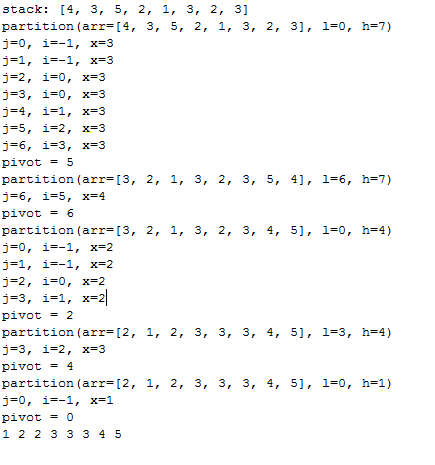 stack: [4, 3, 5, 2, 1, 3, 2, 3]
partition(arr=[4, 3, 5, 2, 1, 3, 2, 3], l=0, h=7)
j=0, i=-1, x=3
j=1, i=-1, x=3
j=2, i=0, x=3
j=3, i=0, x=3
j=4, i=1, x=3
j=5, i=2, x=3
j=6, i=3, x=3
pivot = 5
partition(arr=[3, 2, 1, 3, 2, 3, 5, 4], l=6, h=7)
j=6, i=5, x=4
pivot = 6
partition(arr=[3, 2, 1, 3, 2, 3, 4, 5], l=0, h=4)
j=0, i=-1, x=2
j=1, i=-1, x=2
j=2, i=0, x=2
j=3, i=1, x=2
pivot = 2
partition(arr=[2, 1, 2, 3, 3, 3, 4, 5], l=3, h=4)
j=3, i=2, x=3
pivot = 4
partition(arr=[2, 1, 2, 3, 3, 3, 4, 5], l=0, h=1)
j=0, i=-1, x=1
pivot = 0
1 2 2 3 3 3 4 5